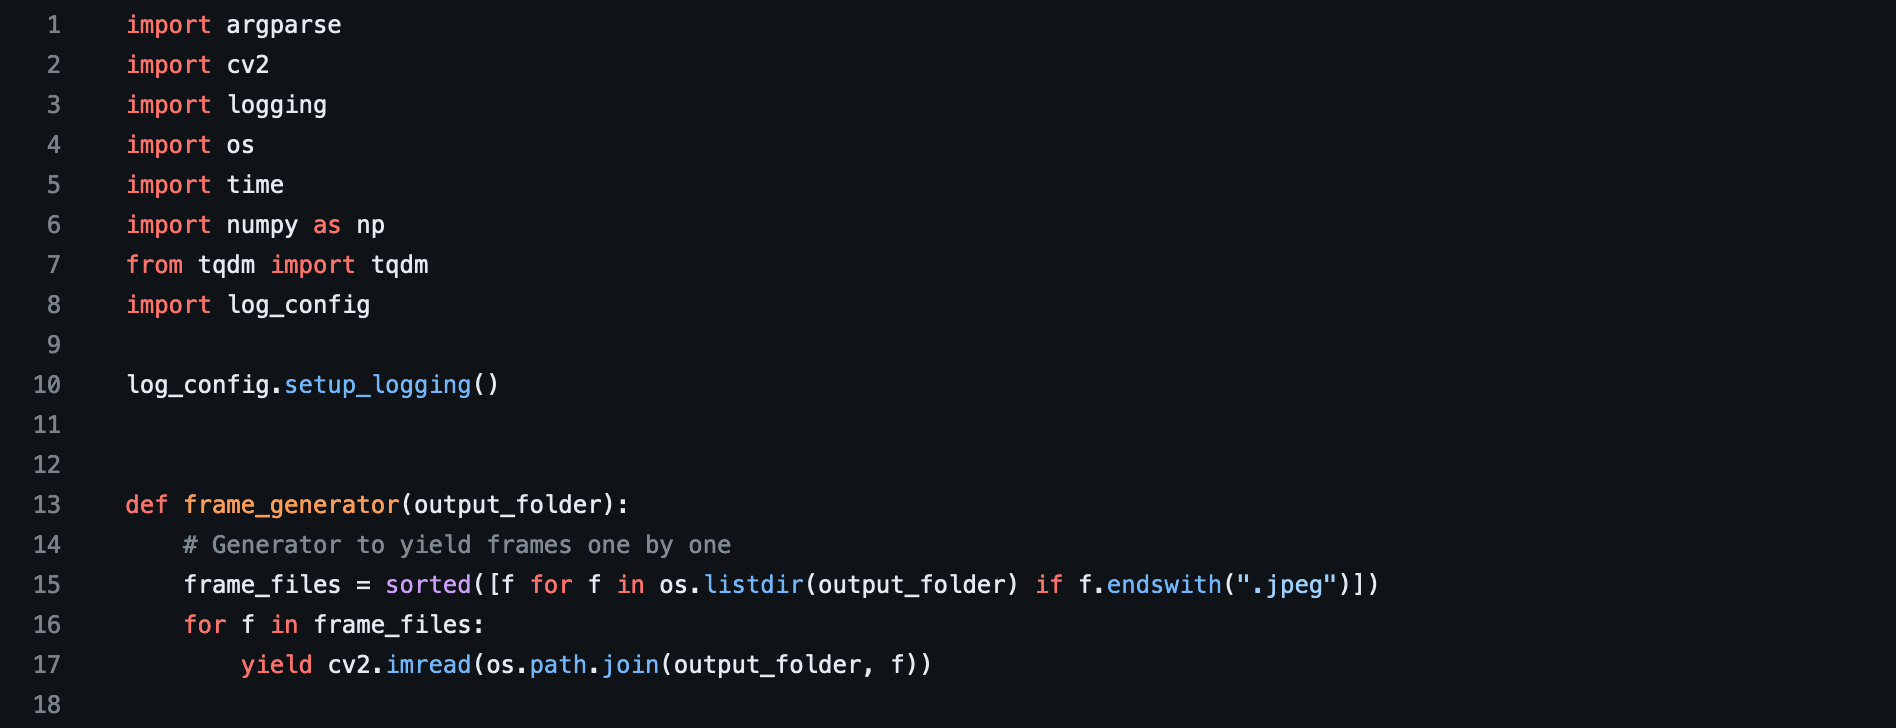 1 import argparse
2 import cv2
3 import logging
4 import os
5 import time
6 import numpy as np
7 from tqdm import tqdm
8 import log_config
9
10 log_config.setup_logging()
11
12
13 def frame_generator(output_folder):
14     # Generator to yield frames one by one
15     frame_files = sorted([f for f in os.listdir(output_folder) if f.endswith(".jpeg")])
16     for f in frame_files:
17         yield cv2.imread(os.path.join(output_folder, f))
18